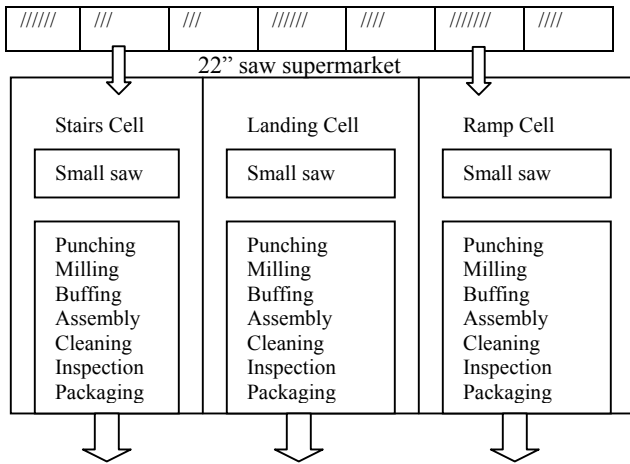 ////// /// /// ////// //// /////// ////
22” saw supermarket
Stairs Cell
Small saw
Punching
Milling
Buffing
Assembly
Cleaning
Inspection
Packaging
Landing Cell
Small saw
Punching
Milling
Buffing
Assembly
Cleaning
Inspection
Packaging
Ramp Cell
Small saw
Punching
Milling
Buffing
Assembly
Cleaning
Inspection
Packaging